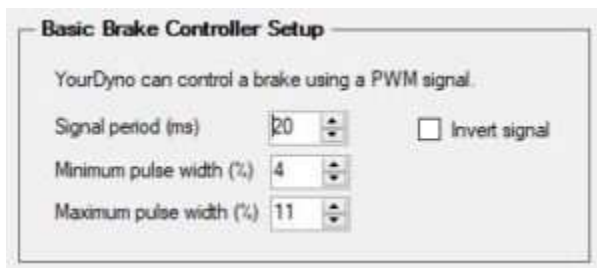 Basic Brake Controller Setup
YourDyno can control a brake using a PWM signal.
Signal period (ms) 20 Invert signal
Minimum pulse width (%) 4
Maximum pulse width (%) 11